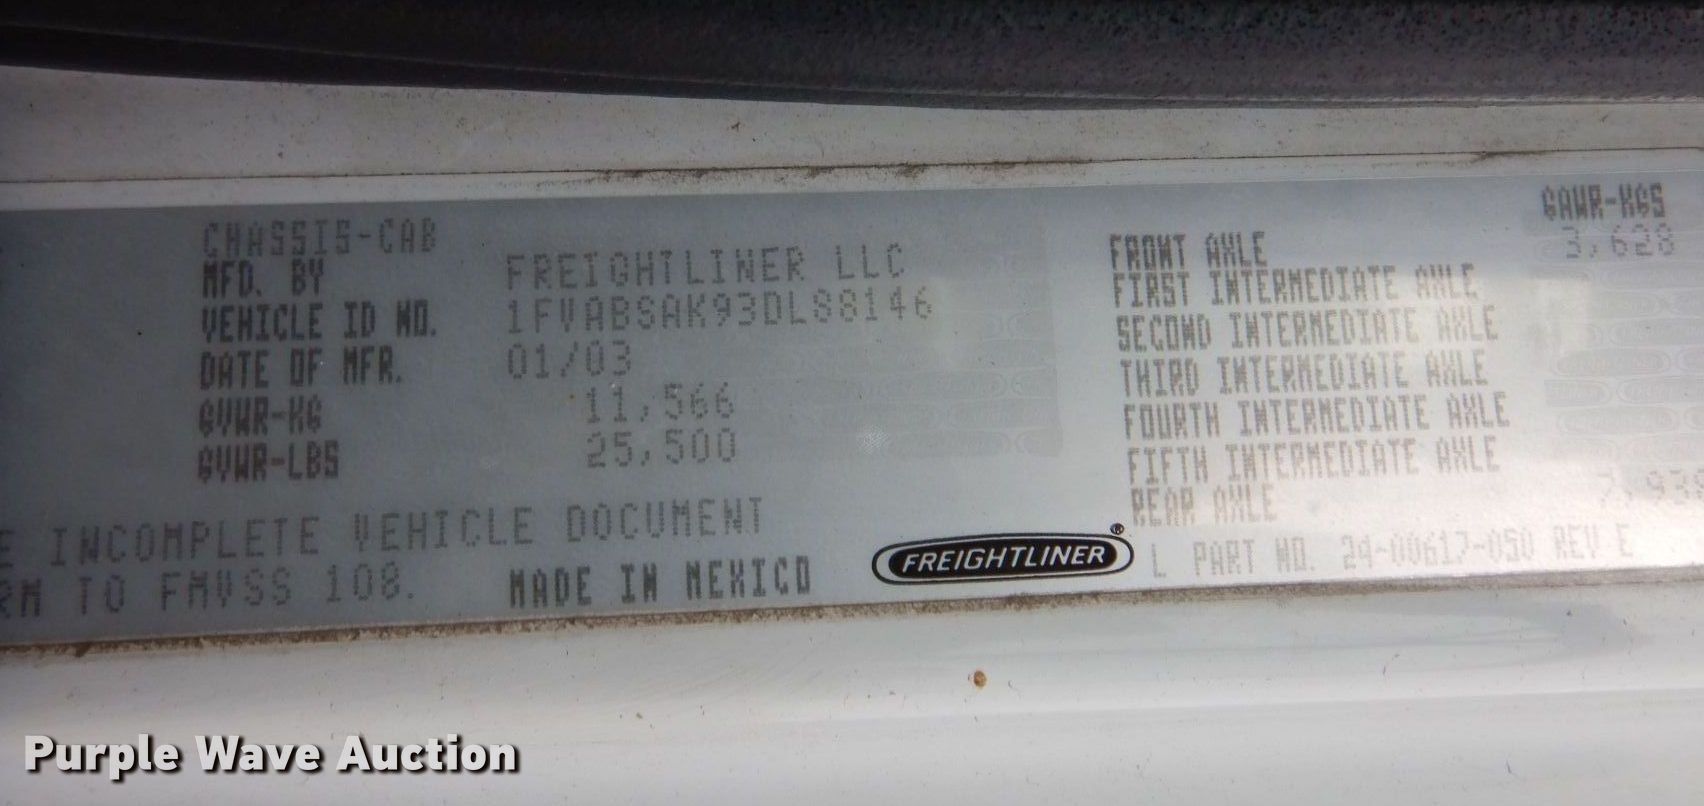 CHASSIS-CAB
MFD. BY FREIGHTLINER LLC
VEHICLE ID NO. 1FVABSAK93DL88146
DATE OF MFR. 01/03
GVWR-KG 11,566
GVWR-LBS 25,500
E INCOMPLETE VEHICLE DOCUMENT
RM TO FMVSS 108. MADE IN MEXICO
FREIGHTLINER®
GAWR-KGS
FRONT AXLE 3,628
FIRST INTERMEDIATE AXLE
SECOND INTERMEDIATE AXLE
THIRD INTERMEDIATE AXLE
FOURTH INTERMEDIATE AXLE
FIFTH INTERMEDIATE AXLE
REAR AXLE 7,938
L PART NO. 24-00617-050 REV E
Purple Wave Auction